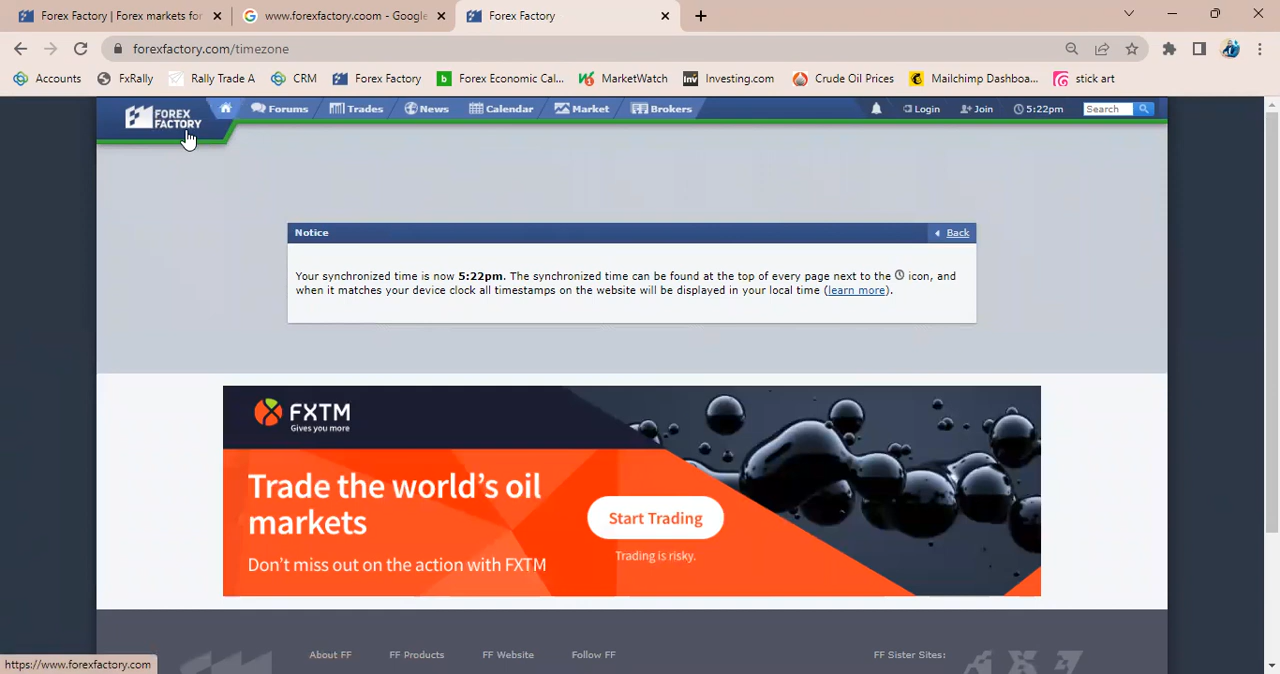 Forex Factory | Forex markets for
www.forexfactory.coom - Google
Forex Factory
forexfactory.com/timezone
Accounts FxRally Rally Trade A CRM Forex Factory Forex Economic Cal... MarketWatch Investing.com Crude Oil Prices Mailchimp Dashboa... stick art
FOREX
FACTORY
Forums Trades News Calendar Market Brokers Login Join 5:22pm Search
Notice Back
Your synchronized time is now 5:22pm. The synchronized time can be found at the top of every page next to the icon, and
when it matches your device clock all timestamps on the website will be displayed in your local time (learn more).
FXTM
Gives you more
Trade the world's oil
markets
Don't miss out on the action with FXTM
Start Trading
Trading is risky.
About FF FF Products FF Website Follow FF FF Sister Sites:
https://www.forexfactory.com